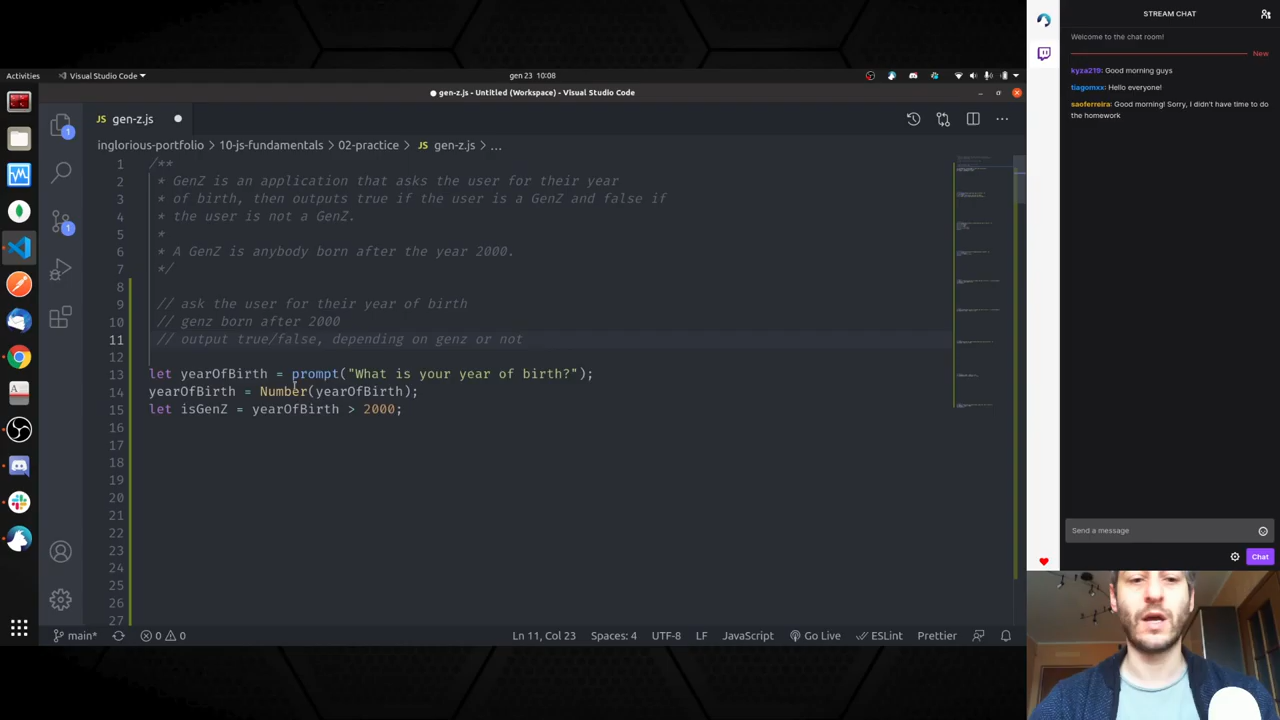 Activities
Visual Studio Code
gen 23 10:08
gen-z.js - Untitled (Workspace) - Visual Studio Code
JS gen-z.js
inglorious-portfolio › 10-js-fundamentals › 02-practice › JS gen-z.js › ...
1 /**
2 * GenZ is an application that asks the user for their year
3 * of birth, then outputs true if the user is a GenZ and false if
4 * the user is not a GenZ.
5 *
6 * A GenZ is anybody born after the year 2000.
7 */
8
9 // ask the user for their year of birth
10 // genz born after 2000
11 // output true/false, depending on genz or not
12
13 let yearOfBirth = prompt("What is your year of birth?");
14 yearOfBirth = Number(yearOfBirth);
15 let isGenZ = yearOfBirth > 2000;
16
17
18
19
20
21
22
23
24
25
26
27
1
1
main*
0 0
Ln 11, Col 23
Spaces: 4
UTF-8
LF
JavaScript
Go Live
ESLint
Prettier
STREAM CHAT
Welcome to the chat room!
New
kyza219: Good morning guys
tiagomxx: Hello everyone!
saoferreira: Good morning! Sorry, I didn't have time to do
the homework
Send a message
Chat